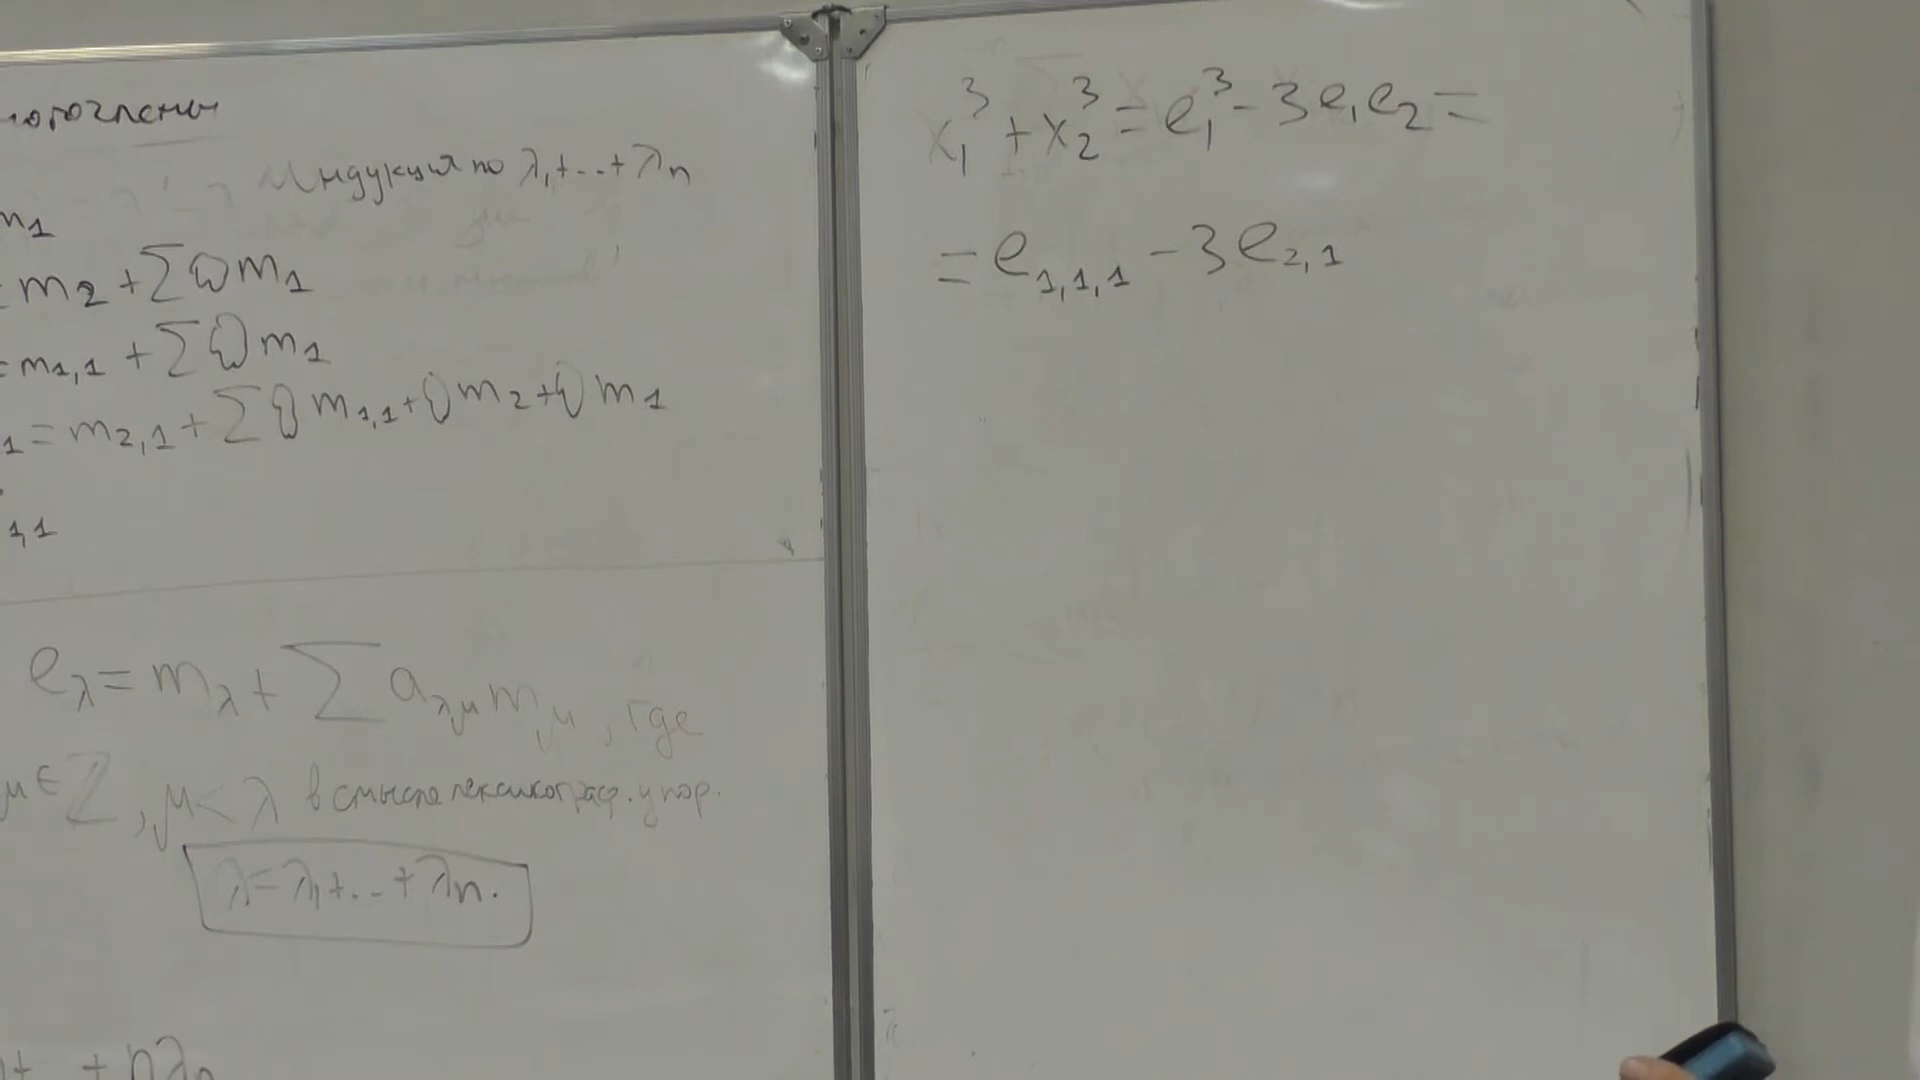 ногочлены
Индукция по λ₁+...+λₙ
m₁
= m₂ + ∑ m₁
= m₁,₁ + ∑ m₁
₁ = m₂,₁ + ∑ m₁,₁ + m₂ + m₁
₁,₁
e_λ = m_λ + ∑ a_λμ m_μ, где
μ ∈ ℤ, μ < λ в смысле лексикограф. упор.
λ = λ₁+...+λₙ.
+ ... + nλₙ
x₁³ + x₂³ = e₁³ - 3e₁e₂ =
= e₁,₁,₁ - 3e₂,₁